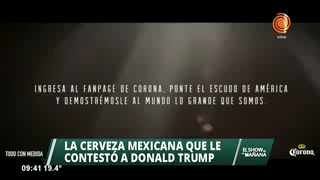 vivo
INGRESA AL FANPAGE DE CORONA, PONTE EL ESCUDO DE AMÉRICA
Y DEMOSTRÉMOSLE AL MUNDO LO GRANDE QUE SOMOS.
TODO CON MEDIDA
LA CERVEZA MEXICANA QUE LE
CONTESTÓ A DONALD TRUMP
EL SHOW DE LA
MAÑANA
Corona
09:41 19.4°